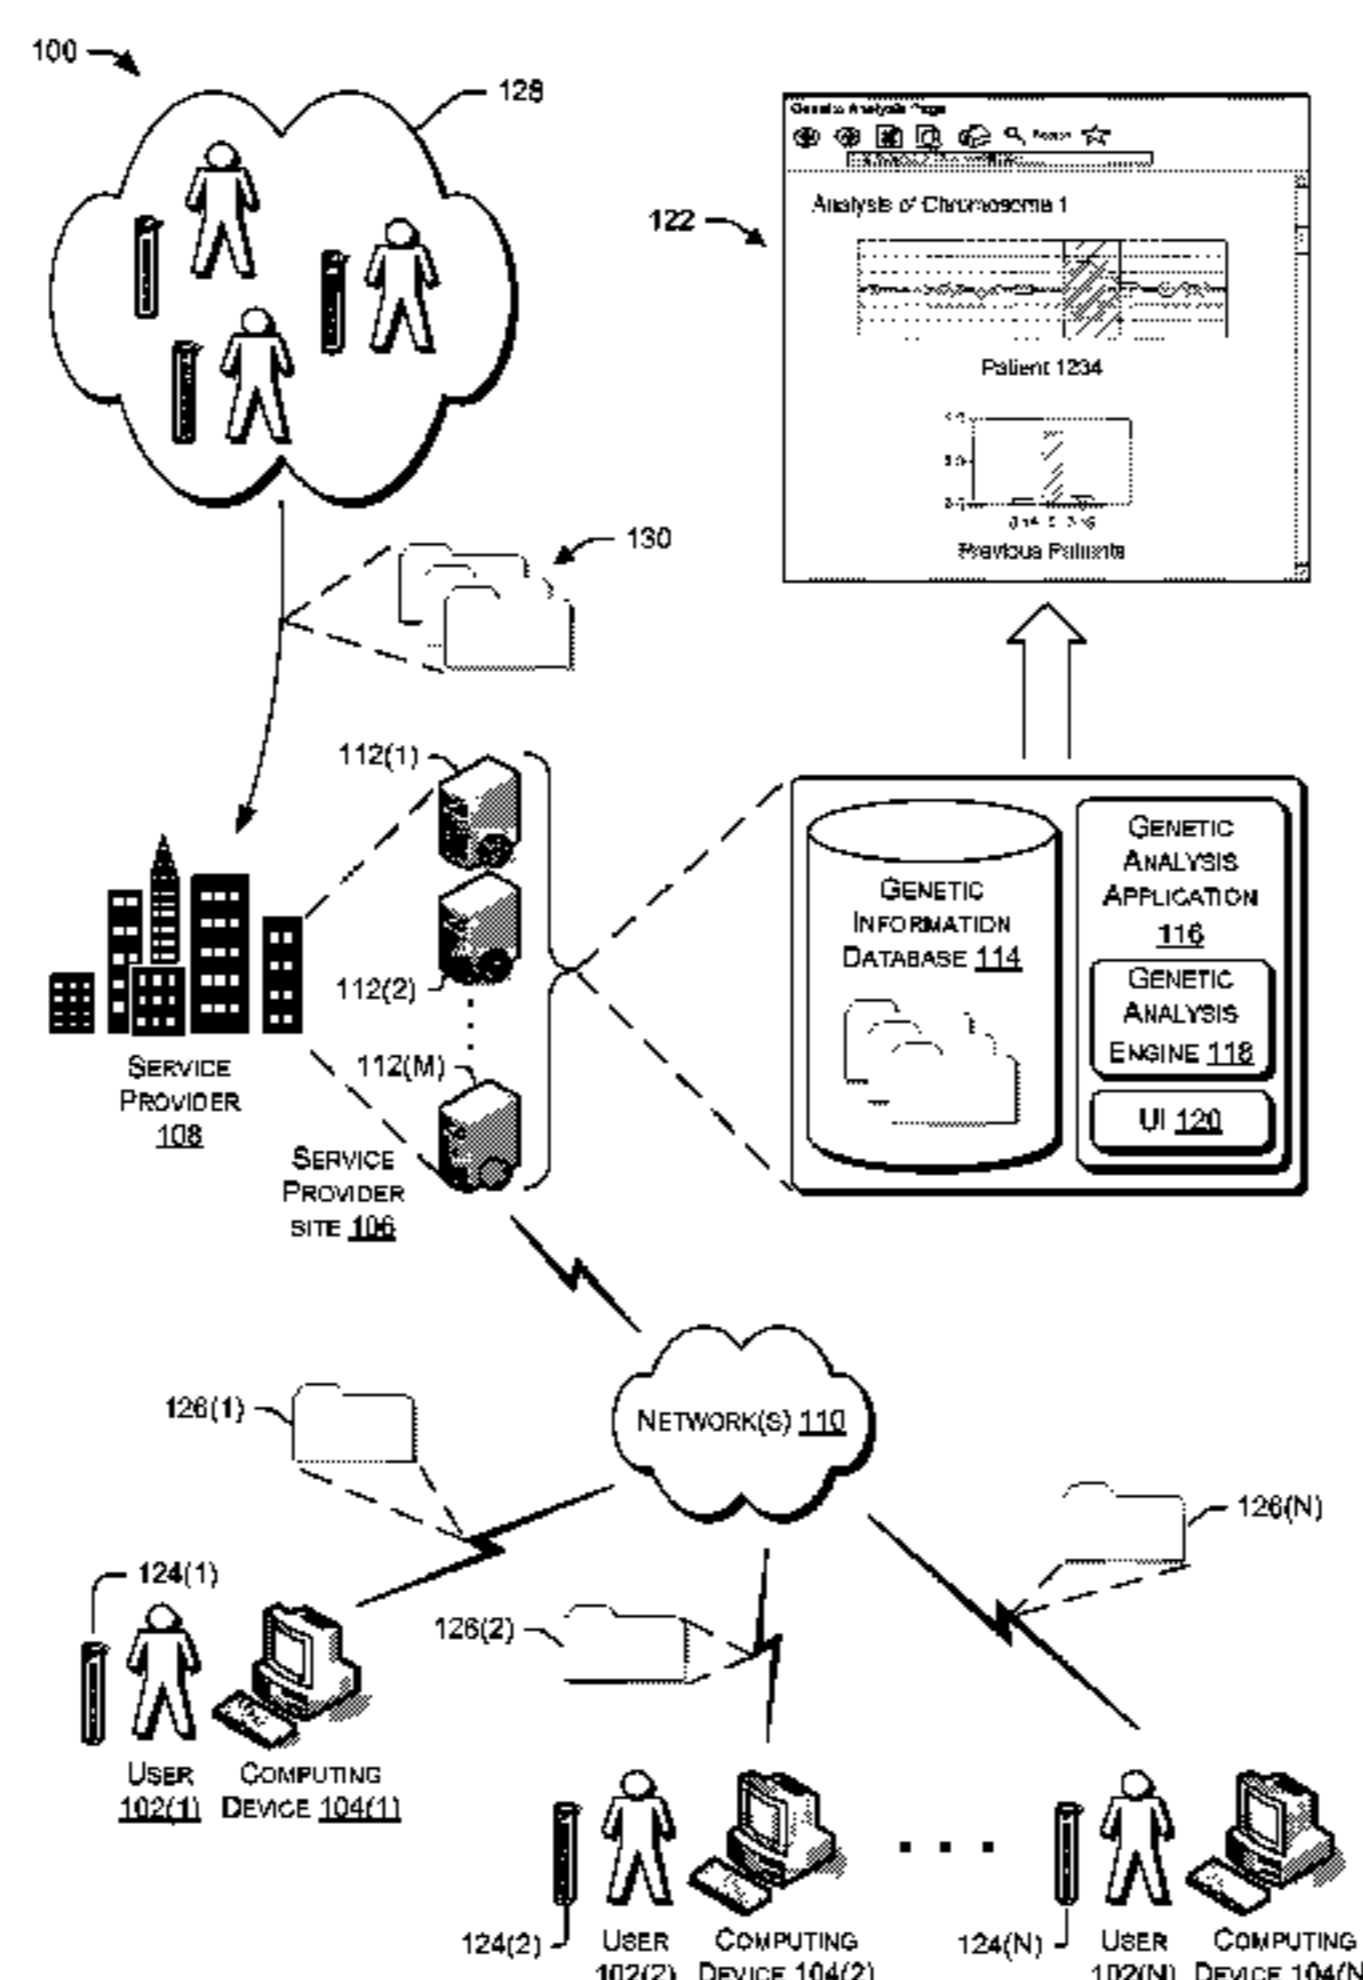 100
128
Genetic Analysis Page
122
Analysis of Chromosome 1
Patient 1234
Previous Patients
130
112(1)
112(2)
112(M)
GENETIC
INFORMATION
DATABASE 114
GENETIC
ANALYSIS
APPLICATION
116
GENETIC
ANALYSIS
ENGINE 118
UI 120
SERVICE
PROVIDER
108
SERVICE
PROVIDER
SITE 106
NETWORK(S) 110
126(1)
126(N)
124(1)
126(2)
USER
102(1)
COMPUTING
DEVICE 104(1)
124(2)
USER
102(2)
COMPUTING
DEVICE 104(2)
124(N)
USER
102(N)
COMPUTING
DEVICE 104(N